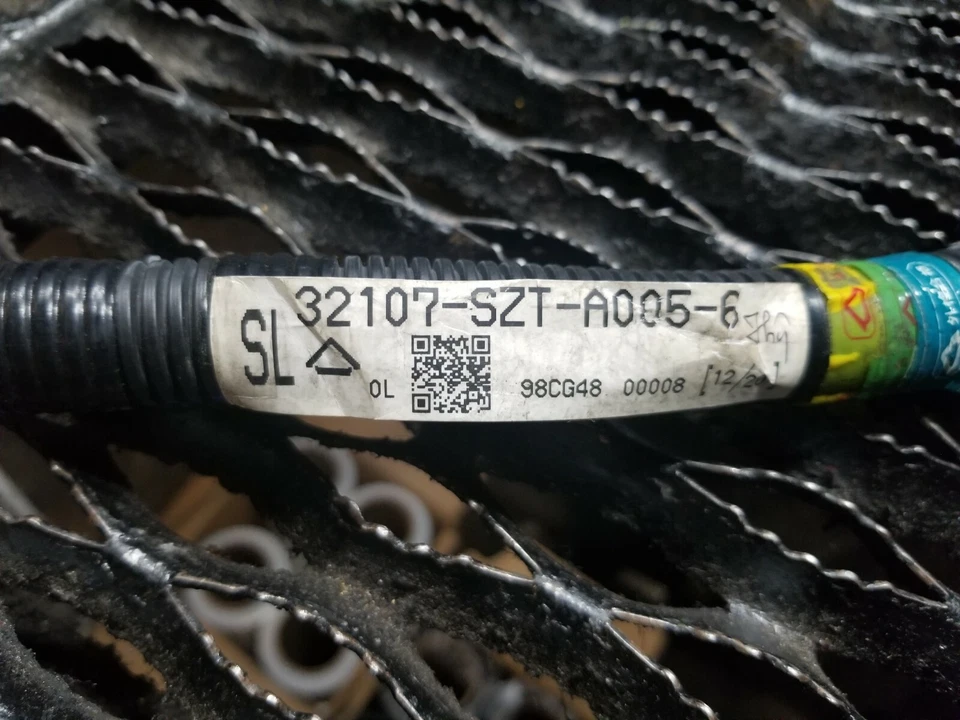 32107-SZT-A005-6
SL
0L 98CG48 00008 [12/20]